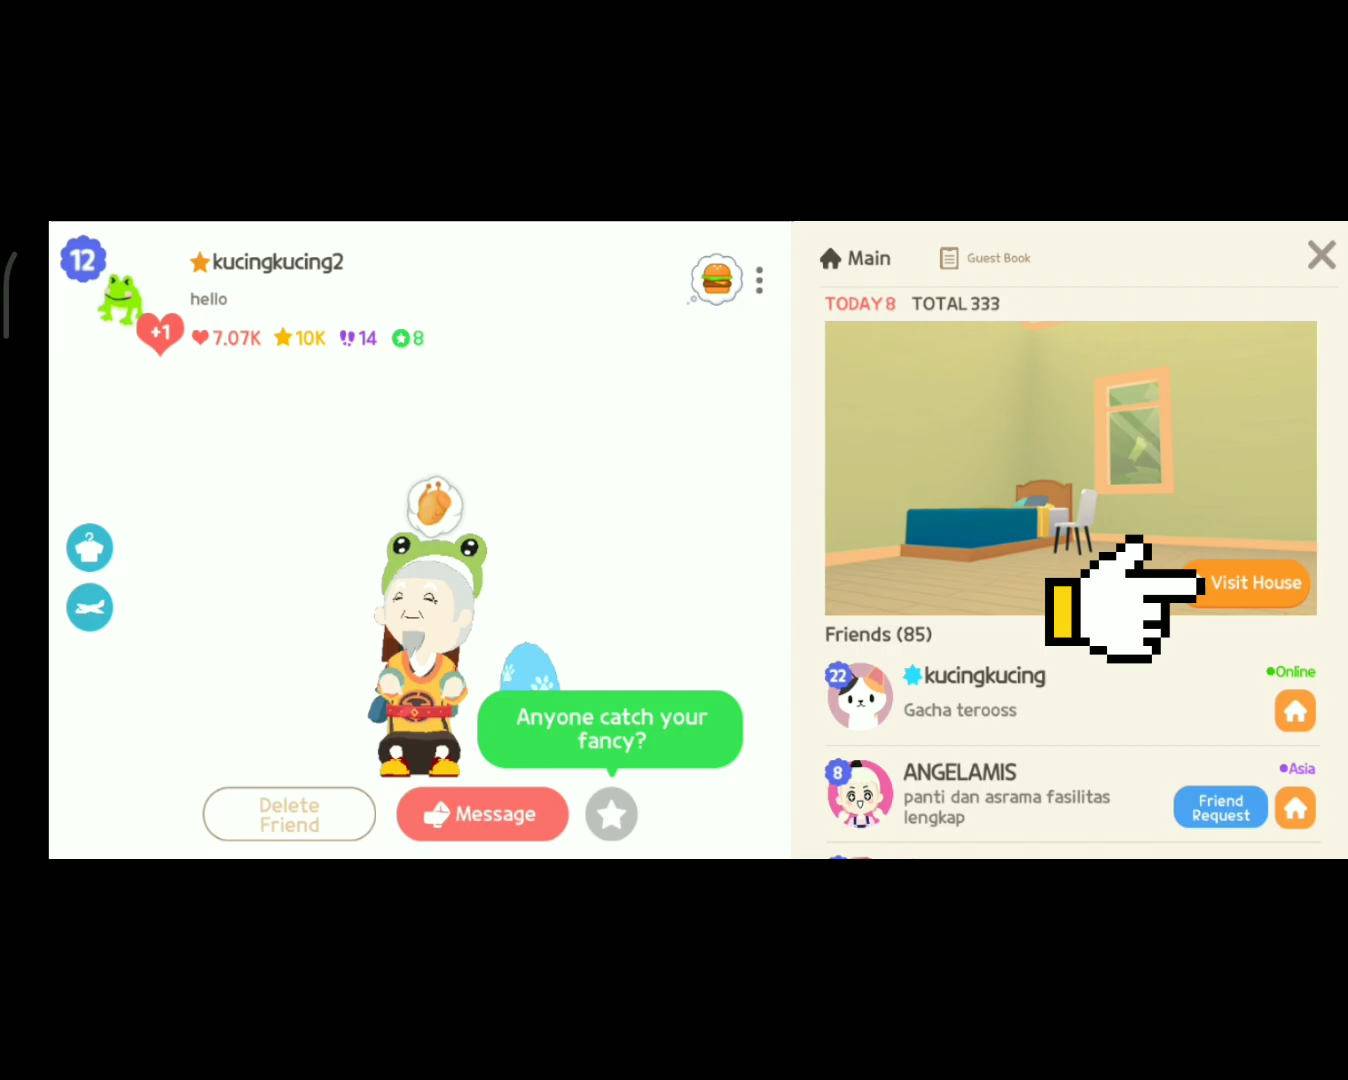 12
kucingkucing2
hello
+1
7.07K 10K 14 8
Anyone catch your
fancy?
Delete
Friend
Message
Main
Guest Book
TODAY 8 TOTAL 333
Visit House
Friends (85)
22
kucingkucing
Online
Gacha terooss
8
ANGELAMIS
Asia
panti dan asrama fasilitas
lengkap
Friend
Request